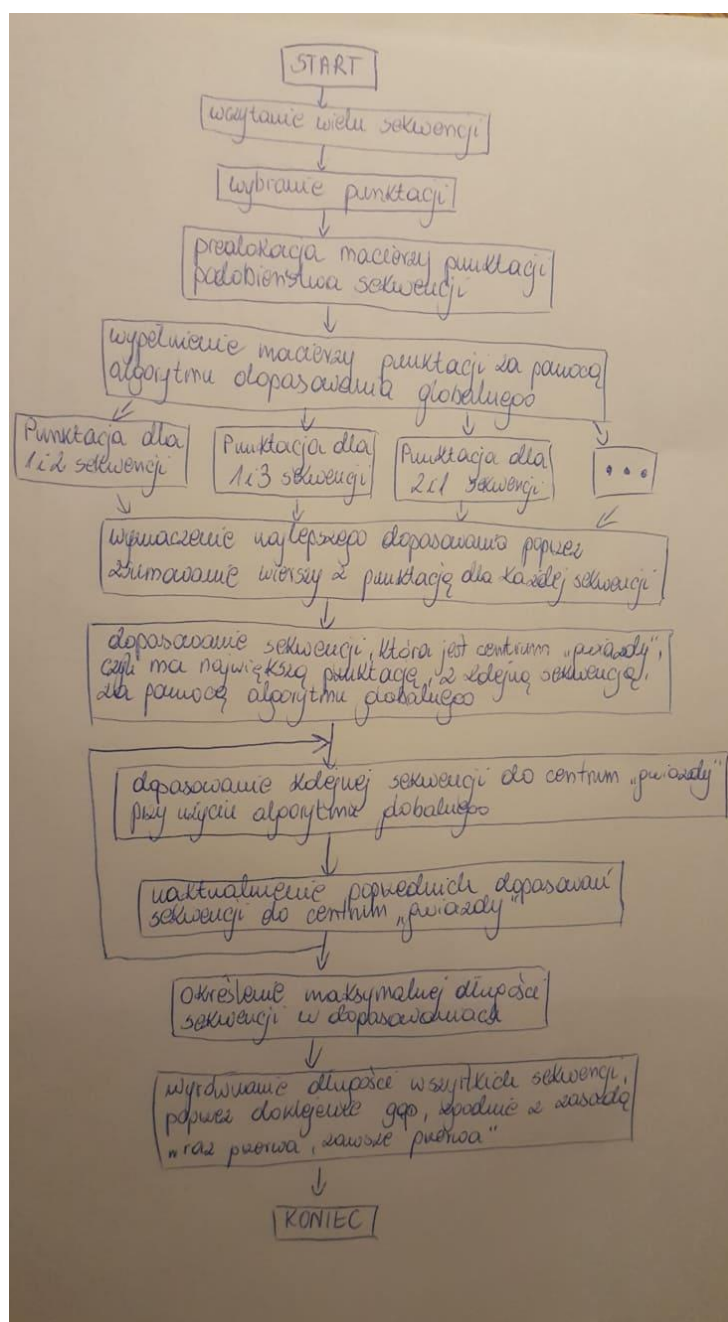 START
wczytanie wielu sekwencji
wybranie punktacji
prealokacja macierzy punktacji
podobieństwa sekwencji
wypełnienie macierzy punktacji za pomocą
algorytmu dopasowania globalnego
Punktacja dla
1 i 2 sekwencji
Punktacja dla
1 i 3 sekwencji
Punktacja dla
2 i 1 sekwencji
...
wyznaczenie najlepszego dopasowania poprzez
zsumowanie wierszy z punktacją dla każdej sekwencji
dopasowanie sekwencji, która jest centrum „gwiazdy”,
czyli ma największą punktację, z kolejną sekwencją,
za pomocą algorytmu globalnego
dopasowanie kolejnej sekwencji do centrum „gwiazdy”
przy użyciu algorytmu globalnego
uaktualnienie poprzednich dopasowań
sekwencji do centrum „gwiazdy”
określenie maksymalnej długości
sekwencji w dopasowaniach
wyrównanie długości wszystkich sekwencji,
poprzez doklejenie gap, zgodnie z zasadą
„raz przerwa, zawsze przerwa”
KONIEC